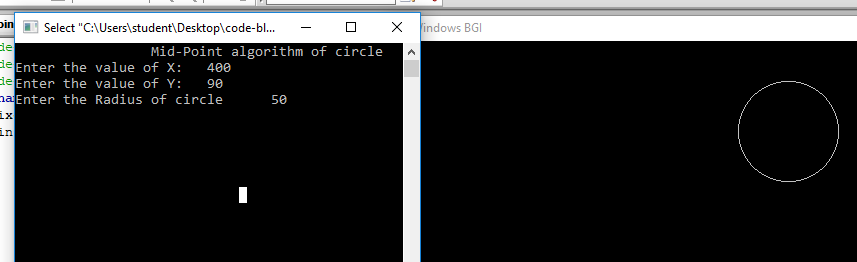 Select "C:\Users\student\Desktop\code-bl...
Windows BGI
Mid-Point algorithm of circle
Enter the value of X: 400
Enter the value of Y: 90
Enter the Radius of circle 50